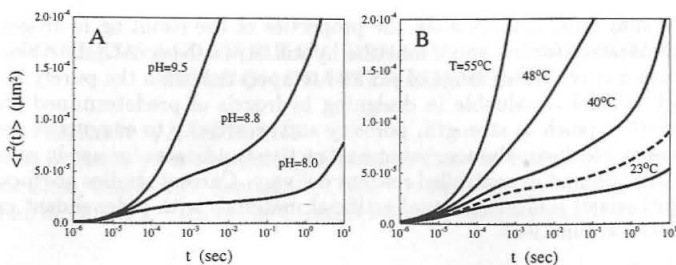 A
B
2.0·10⁻⁴
1.5·10⁻⁴
1.0·10⁻⁴
5.0·10⁻⁵
0.0
<r²(t)> (μm²)
pH=9.5
pH=8.8
pH=8.0
10⁻⁶ 10⁻⁵ 10⁻⁴ 10⁻³ 10⁻² 10⁻¹ 10⁰ 10¹
t (sec)
2.0·10⁻⁴
1.5·10⁻⁴
1·10⁻⁴
5·10⁻⁵
0
T=55°C
48°C
40°C
23°C
10⁻⁶ 10⁻⁵ 10⁻⁴ 10⁻³ 10⁻² 10⁻¹ 10⁰ 10¹
t (sec)